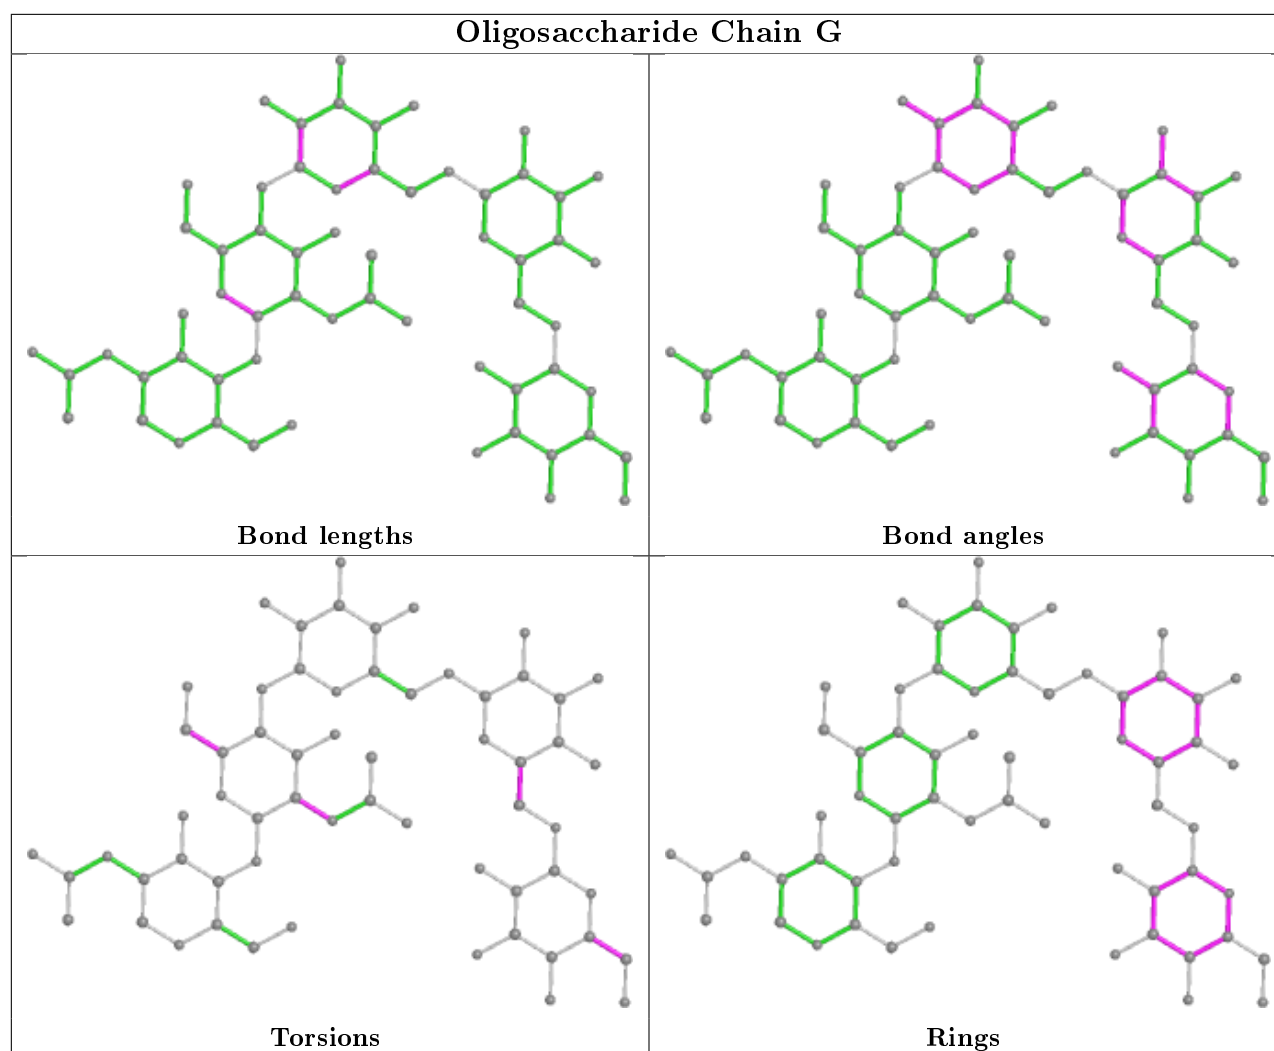 Oligosaccharide Chain G
Bond lengths
Bond angles
Torsions
Rings